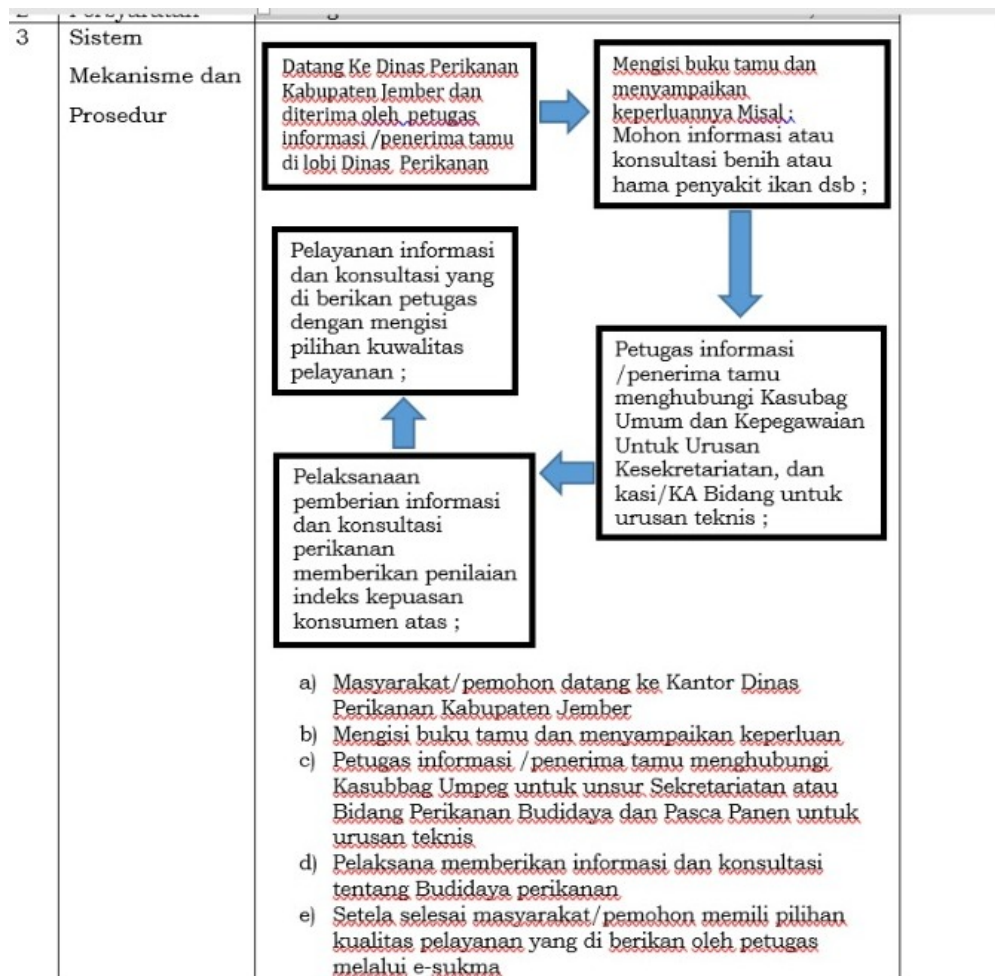 3
Sistem
Mekanisme dan
Prosedur
Datang Ke Dinas Perikanan
Kabupaten Jember dan
diterima oleh petugas
informasi /penerima tamu
di lobi Dinas Perikanan
Mengisi buku tamu dan
menyampaikan
keperluannya Misal ;
Mohon informasi atau
konsultasi benih atau
hama penyakit ikan dsb ;
Petugas informasi
/penerima tamu
menghubungi Kasubag
Umum dan Kepegawaian
Untuk Urusan
Kesekretariatan, dan
kasi/KA Bidang untuk
urusan teknis ;
Pelaksanaan
pemberian informasi
dan konsultasi
perikanan
memberikan penilaian
indeks kepuasan
konsumen atas ;
Pelayanan informasi
dan konsultasi yang
di berikan petugas
dengan mengisi
pilihan kuwalitas
pelayanan ;
a) Masyarakat/pemohon datang ke Kantor Dinas
Perikanan Kabupaten Jember
b) Mengisi buku tamu dan menyampaikan keperluan
c) Petugas informasi /penerima tamu menghubungi
Kasubbag Umpeg untuk unsur Sekretariatan atau
Bidang Perikanan Budidaya dan Pasca Panen untuk
urusan teknis
d) Pelaksana memberikan informasi dan konsultasi
tentang Budidaya perikanan
e) Setela selesai masyarakat/pemohon memili pilihan
kualitas pelayanan yang di berikan oleh petugas
melalui e-sukma